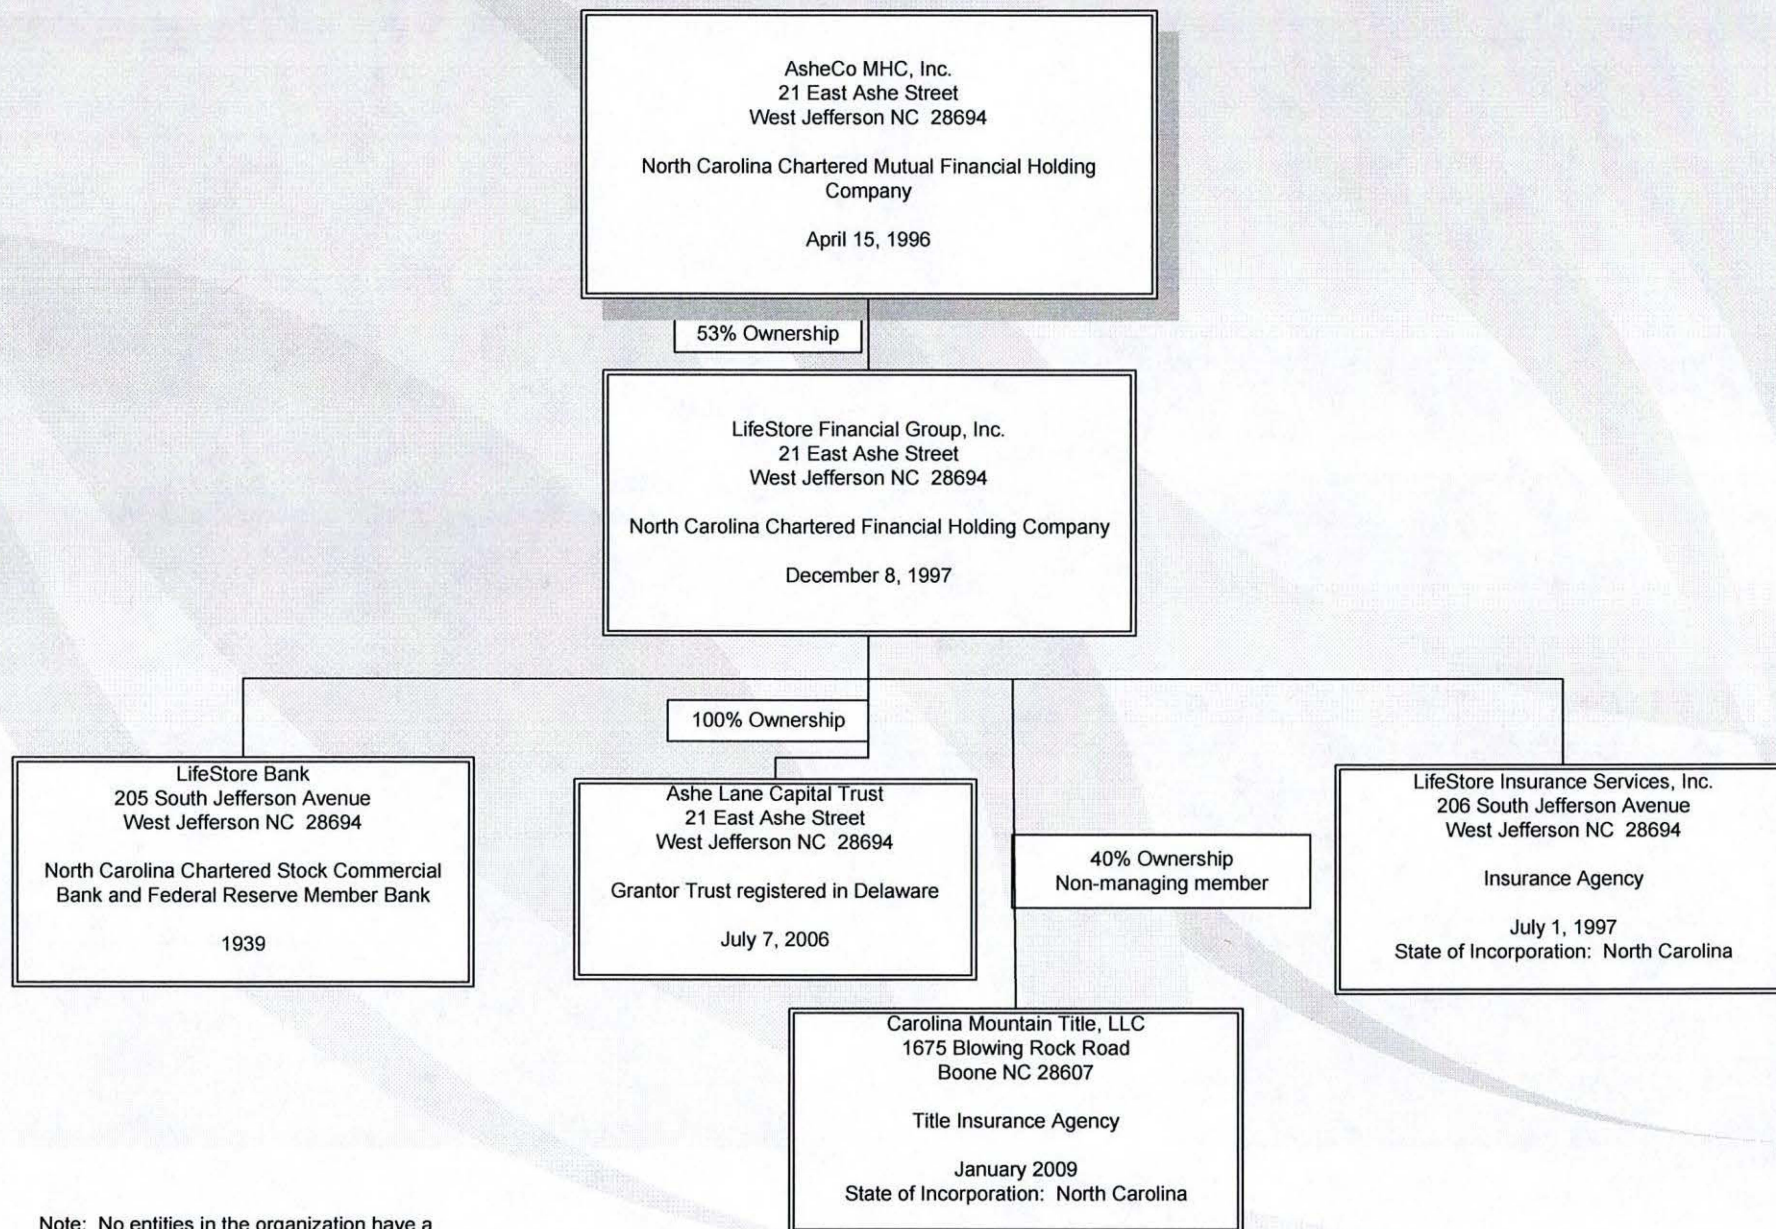 AsheCo MHC, Inc.
21 East Ashe Street
West Jefferson NC 28694
North Carolina Chartered Mutual Financial Holding
Company
April 15, 1996
53% Ownership
LifeStore Financial Group, Inc.
21 East Ashe Street
West Jefferson NC 28694
North Carolina Chartered Financial Holding Company
December 8, 1997
100% Ownership
LifeStore Bank
205 South Jefferson Avenue
West Jefferson NC 28694
North Carolina Chartered Stock Commercial
Bank and Federal Reserve Member Bank
1939
Ashe Lane Capital Trust
21 East Ashe Street
West Jefferson NC 28694
Grantor Trust registered in Delaware
July 7, 2006
40% Ownership
Non-managing member
LifeStore Insurance Services, Inc.
206 South Jefferson Avenue
West Jefferson NC 28694
Insurance Agency
July 1, 1997
State of Incorporation: North Carolina
Carolina Mountain Title, LLC
1675 Blowing Rock Road
Boone NC 28607
Title Insurance Agency
January 2009
State of Incorporation: North Carolina
Note: No entities in the organization have a